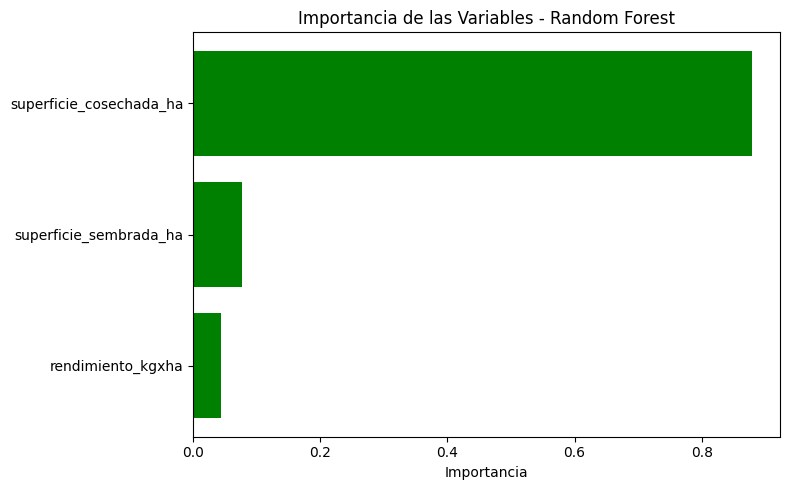 Importancia de las Variables - Random Forest
superficie_cosechada_ha
superficie_sembrada_ha
rendimiento_kgxha
0.0 0.2 0.4 0.6 0.8
Importancia